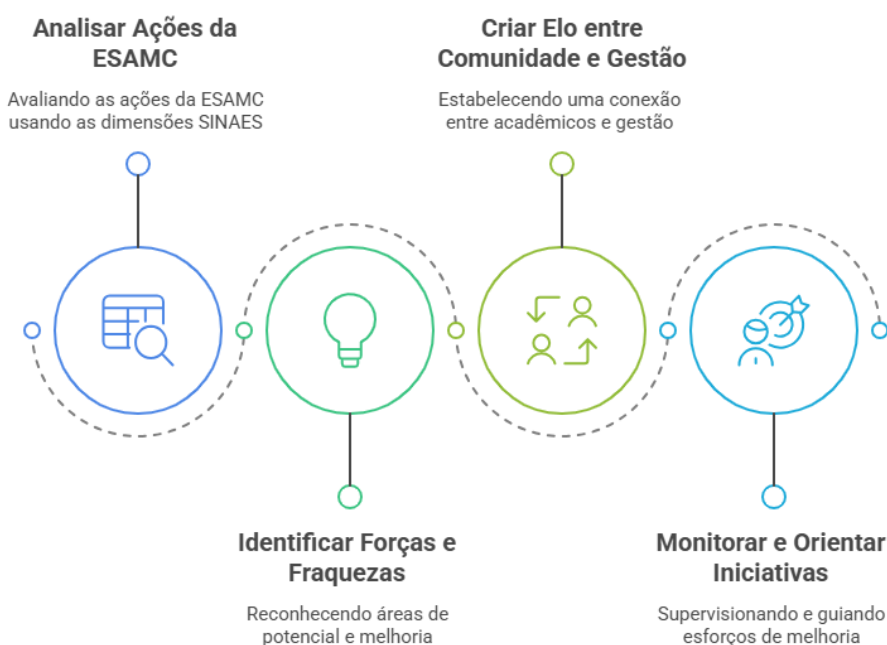 Analisar Ações da
ESAMC
Avaliando as ações da ESAMC
usando as dimensões SINAES
Identificar Forças e
Fraquezas
Reconhecendo áreas de
potencial e melhoria
Criar Elo entre
Comunidade e Gestão
Estabelecendo uma conexão
entre acadêmicos e gestão
Monitorar e Orientar
Iniciativas
Supervisionando e guiando
esforços de melhoria